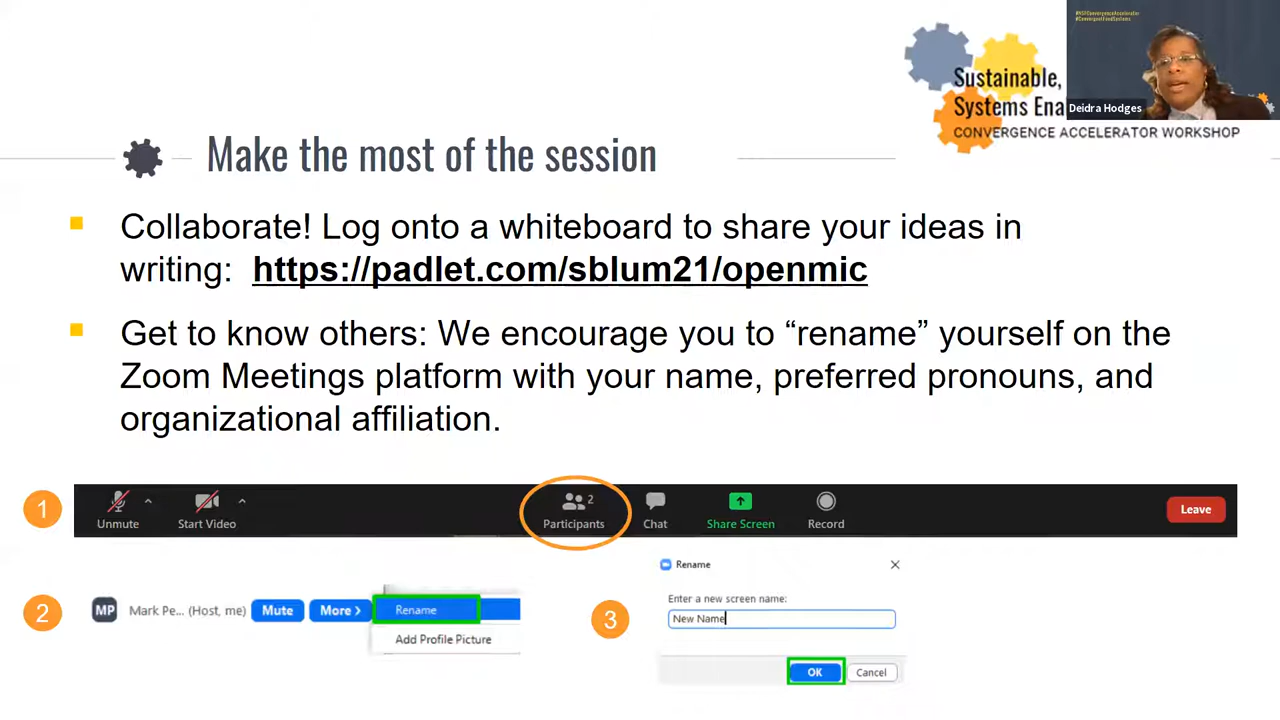 #NSFConvergenceAccelerator
#ConvergentFoodSystems
Sustainable,
Systems Ena
Deidra Hodges
CONVERGENCE ACCELERATOR WORKSHOP
Make the most of the session
Collaborate! Log onto a whiteboard to share your ideas in
writing: https://padlet.com/sblum21/openmic
Get to know others: We encourage you to “rename” yourself on the
Zoom Meetings platform with your name, preferred pronouns, and
organizational affiliation.
1
Unmute
Start Video
2
Participants
Chat
Share Screen
Record
Leave
2
MP Mark Pe... (Host, me) Mute More > Rename
Add Profile Picture
3
Rename
Enter a new screen name:
New Name
OK Cancel